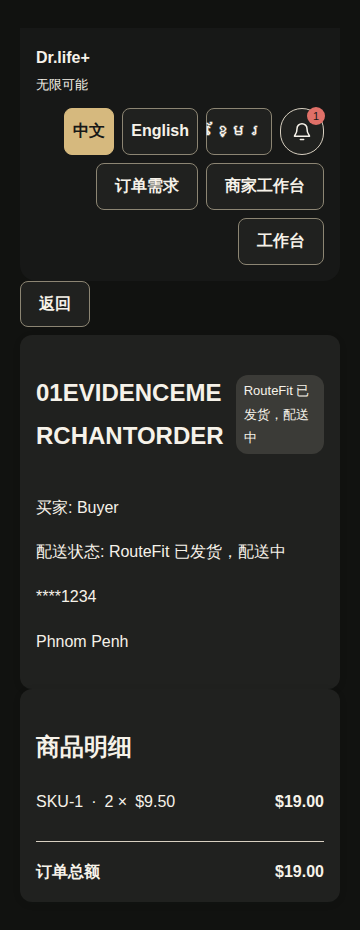 Dr.life+
无限可能
中文
English
ខ្មែរ
1
订单需求
商家工作台
工作台
返回
01EVIDENCEME
RCHANTORDER
RouteFit 已
发货，配送
中
买家: Buyer
配送状态: RouteFit 已发货，配送中
****1234
Phnom Penh
商品明细
SKU-1 · 2 × $9.50 $19.00
订单总额 $19.00